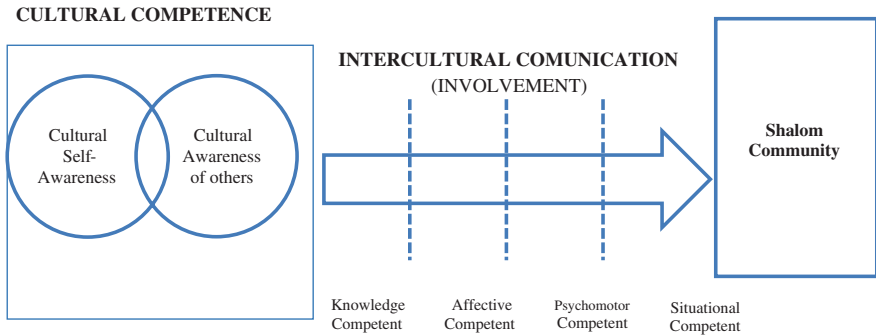 CULTURAL COMPETENCE
INTERCULTURAL COMUNICATION
(INVOLVEMENT)
Cultural
Self-
Awareness
Cultural
Awareness
of others
Shalom
Community
Knowledge
Competent
Affective
Competent
Psychomotor
Competent
Situational
Competent